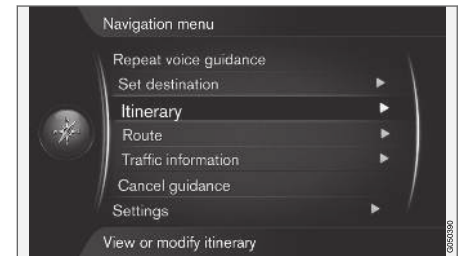 Navigation menu
Repeat voice guidance
Set destination
Itinerary
Route
Traffic information
Cancel guidance
Settings
View or modify itinerary
G050390